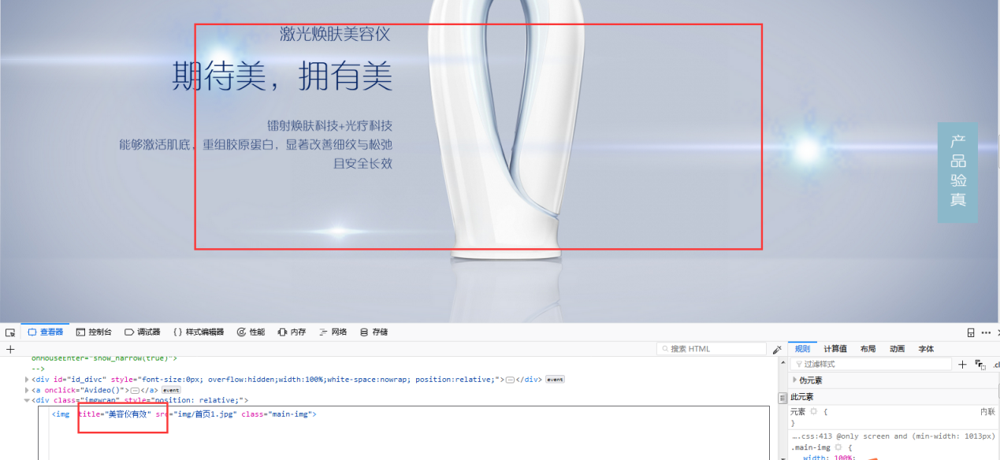 激光焕肤美容仪
期待美，拥有美
镭射焕肤科技+光疗科技
能够激活肌底，重组胶原蛋白，显著改善细纹与松弛
且安全长效
产品验真
查看器 控制台 调试器 {} 样式编辑器 性能 内存 网络 存储
搜索 HTML
规则 计算值 布局 动画 字体
onMouseEnter="show_narrow(true)">
-->
<div id="id_divc" style="font-size:0px; overflow:hidden;width:100%;white-space:nowrap; position:relative;"></div> event
<a onclick="Avideo()"></a> event
<div class="imgwcap" style="position: relative;">
<img title="美容仪有效" src="img/首页1.jpg" class="main-img">
过滤样式
伪元素
此元素
元素 { 内联
}
….css:413 @only screen and (min-width: 1013px)
.main-img {
width: 100%;